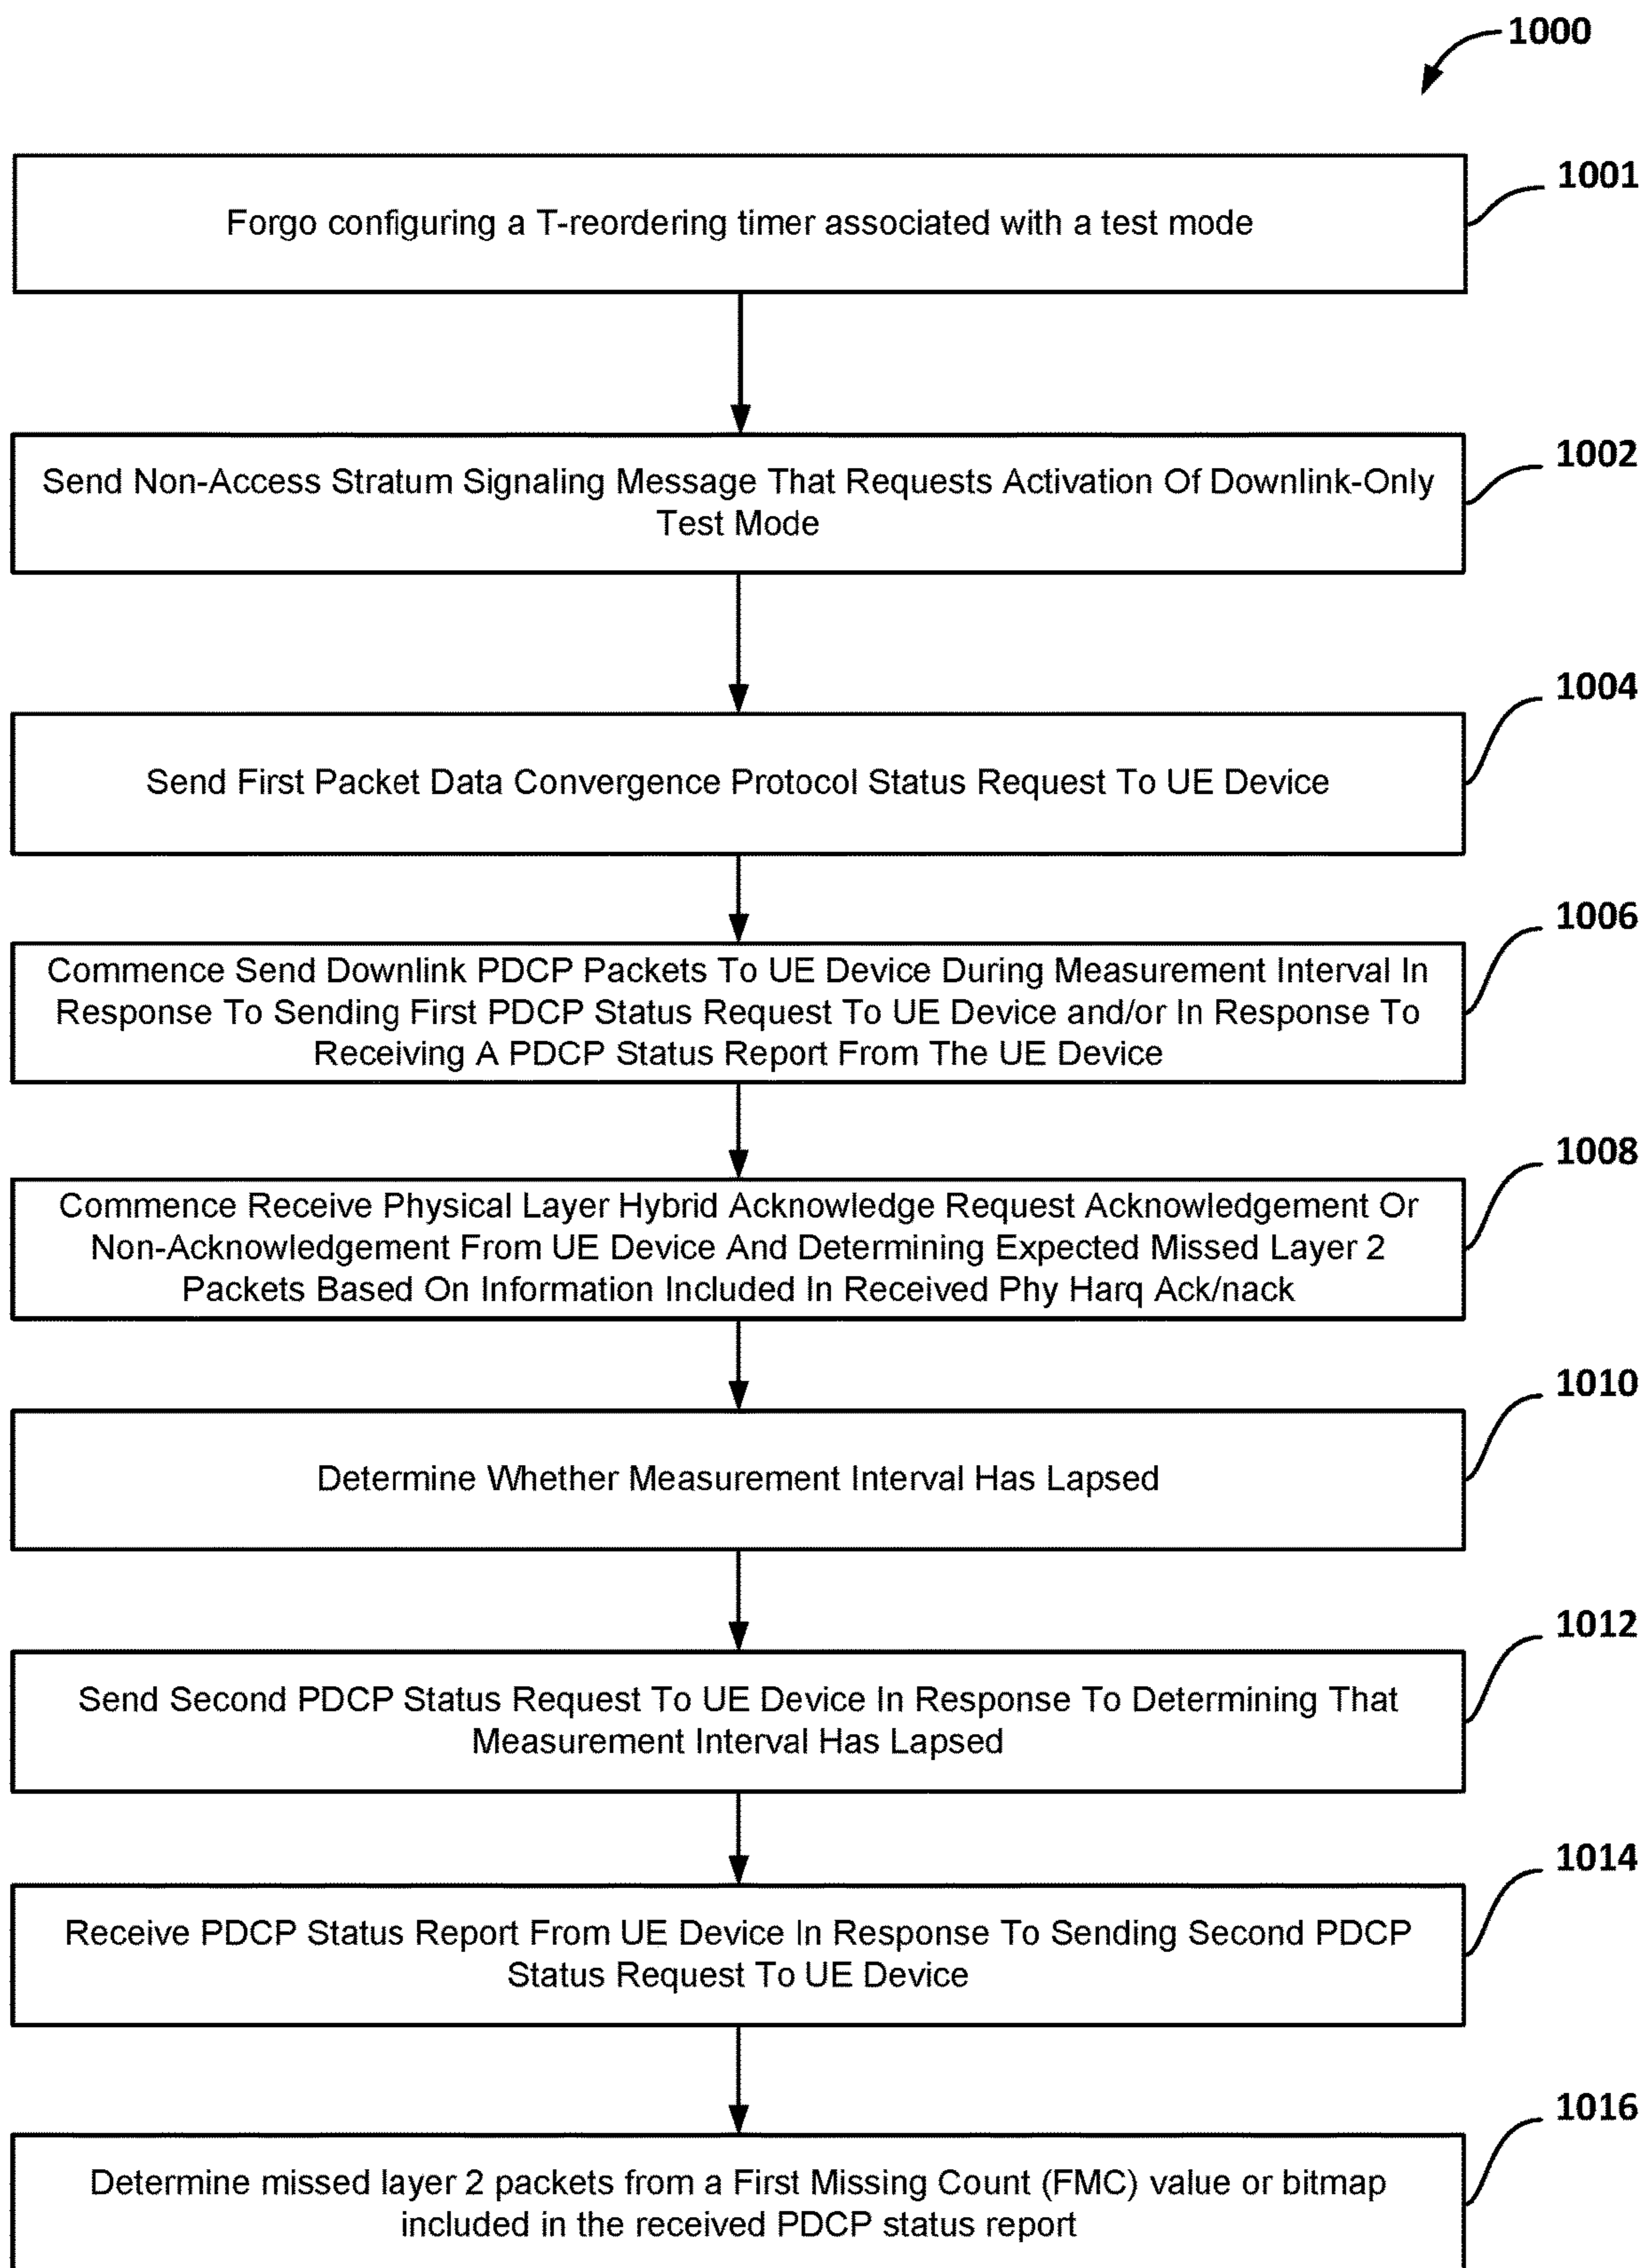 1000
1001
Forgo configuring a T-reordering timer associated with a test mode
1002
Send Non-Access Stratum Signaling Message That Requests Activation Of Downlink-Only
Test Mode
1004
Send First Packet Data Convergence Protocol Status Request To UE Device
1006
Commence Send Downlink PDCP Packets To UE Device During Measurement Interval In
Response To Sending First PDCP Status Request To UE Device and/or In Response To
Receiving A PDCP Status Report From The UE Device
1008
Commence Receive Physical Layer Hybrid Acknowledge Request Acknowledgement Or
Non-Acknowledgement From UE Device And Determining Expected Missed Layer 2
Packets Based On Information Included In Received Phy Harq Ack/nack
1010
Determine Whether Measurement Interval Has Lapsed
1012
Send Second PDCP Status Request To UE Device In Response To Determining That
Measurement Interval Has Lapsed
1014
Receive PDCP Status Report From UE Device In Response To Sending Second PDCP
Status Request To UE Device
1016
Determine missed layer 2 packets from a First Missing Count (FMC) value or bitmap
included in the received PDCP status report